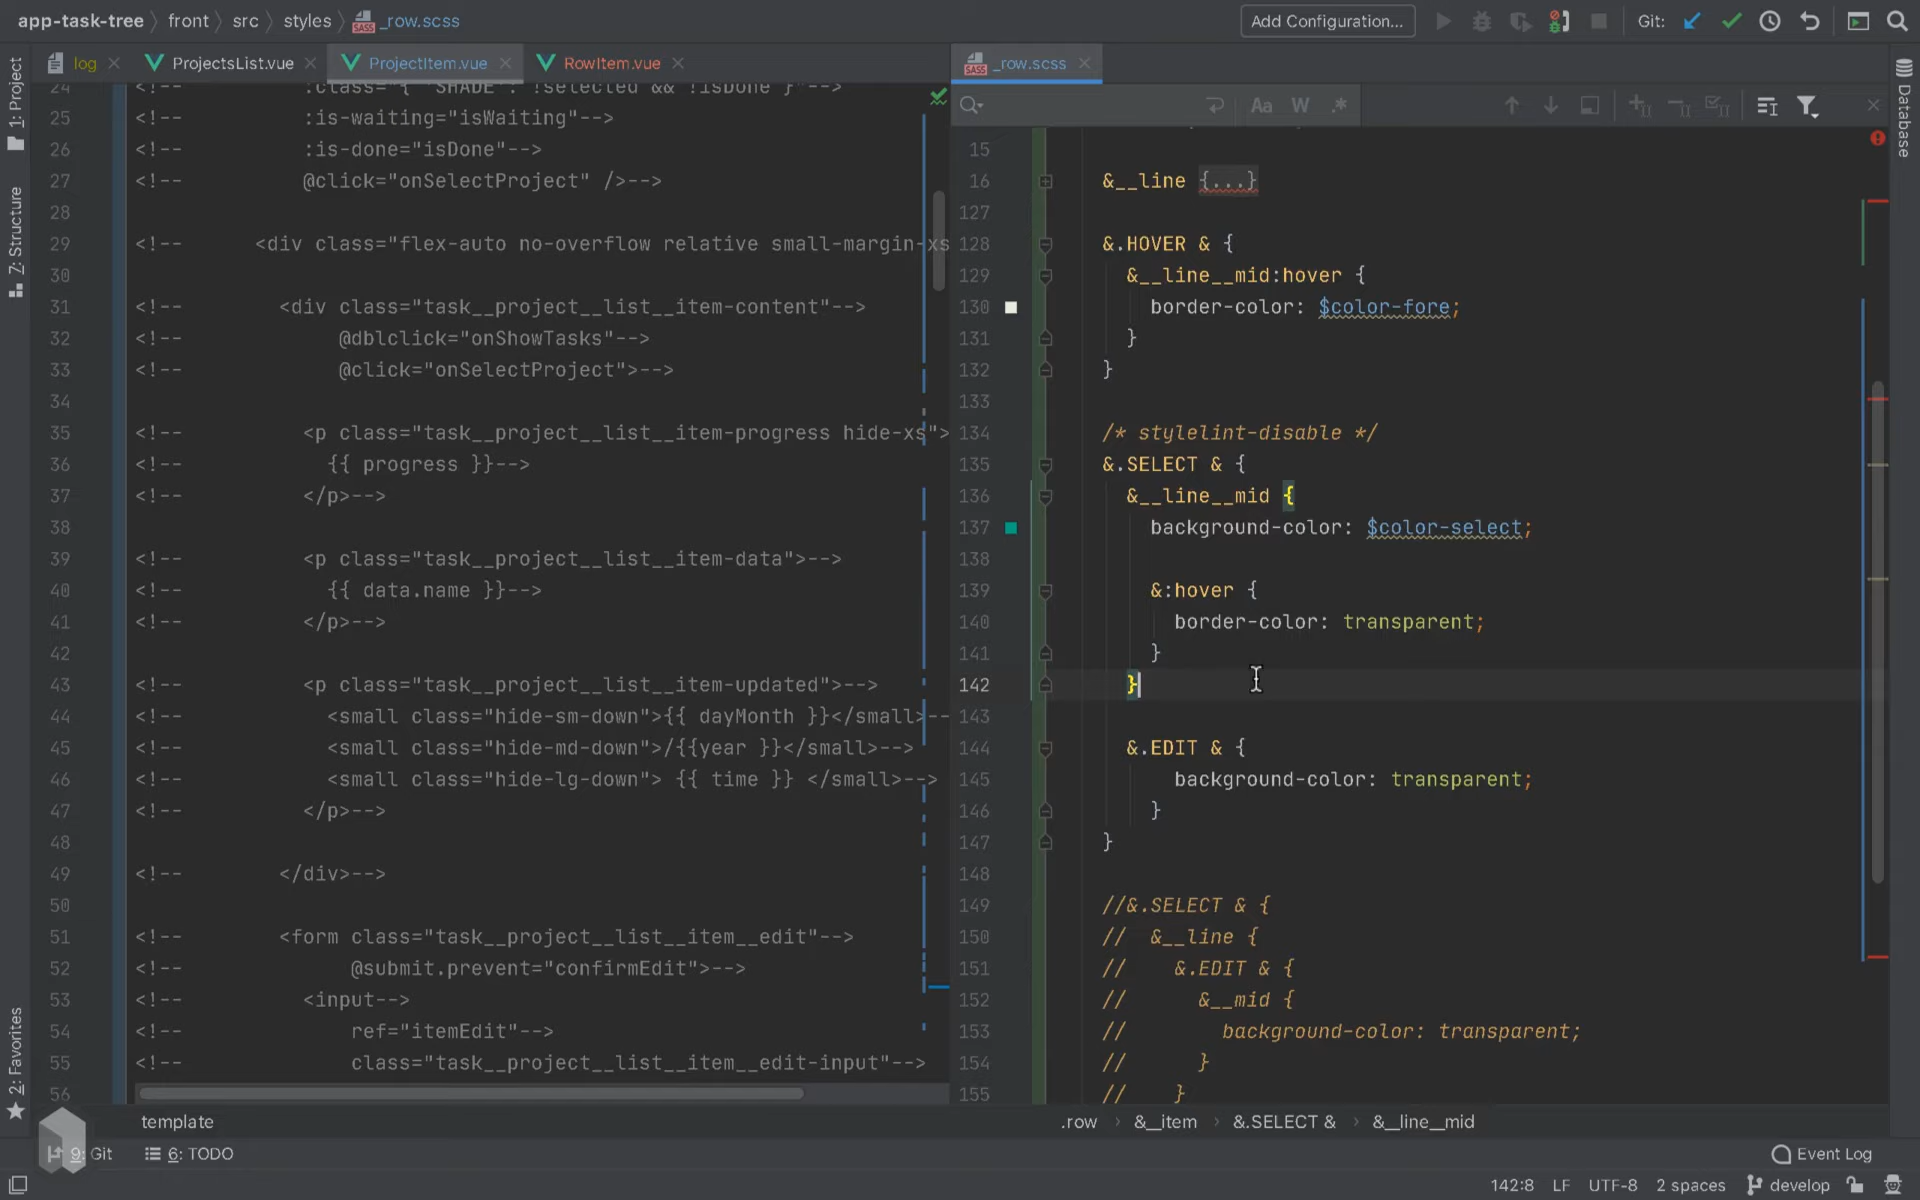 app-task-tree front src styles _row.scss
Add Configuration...
Git:
log ProjectsList.vue ProjectItem.vue RowItem.vue
_row.scss
1: Project
Z: Structure
2: Favorites
24 <!--          :class="{ 'SHADE': !selected && !isDone }"-->
25 <!--          :is-waiting="isWaiting"-->
26 <!--          :is-done="isDone"-->
27 <!--          @click="onSelectProject" />-->
28
29 <!--      <div class="flex-auto no-overflow relative small-margin-xs
30
31 <!--        <div class="task__project__list__item-content"-->
32 <!--             @dblclick="onShowTasks"-->
33 <!--             @click="onSelectProject">-->
34
35 <!--          <p class="task__project__list__item-progress hide-xs">
36 <!--            {{ progress }}-->
37 <!--          </p>-->
38
39 <!--          <p class="task__project__list__item-data">-->
40 <!--            {{ data.name }}-->
41 <!--          </p>-->
42
43 <!--          <p class="task__project__list__item-updated">-->
44 <!--            <small class="hide-sm-down">{{ dayMonth }}</small>--
45 <!--            <small class="hide-md-down">/{{year }}</small>-->
46 <!--            <small class="hide-lg-down"> {{ time }} </small>-->
47 <!--          </p>-->
48
49 <!--        </div>-->
50
51 <!--        <form class="task__project__list__item__edit"-->
52 <!--              @submit.prevent="confirmEdit">-->
53 <!--          <input-->
54 <!--              ref="itemEdit"-->
55 <!--              class="task__project__list__item__edit-input"-->
56
template
Aa W .*
15
16 &__line {...}
127
128 &.HOVER & {
129   &__line__mid:hover {
130     border-color: $color-fore;
131   }
132 }
133
134 /* stylelint-disable */
135 &.SELECT & {
136   &__line__mid {
137     background-color: $color-select;
138
139     &:hover {
140       border-color: transparent;
141     }
142   }
143
144   &.EDIT & {
145       background-color: transparent;
146     }
147 }
148
149 //&.SELECT & {
150 //  &__line {
151 //    &.EDIT & {
152 //      &__mid {
153 //        background-color: transparent;
154 //      }
155 //    }
.row &__item &.SELECT & &__line__mid
Database
9: Git 6: TODO
Event Log
142:8 LF UTF-8 2 spaces develop